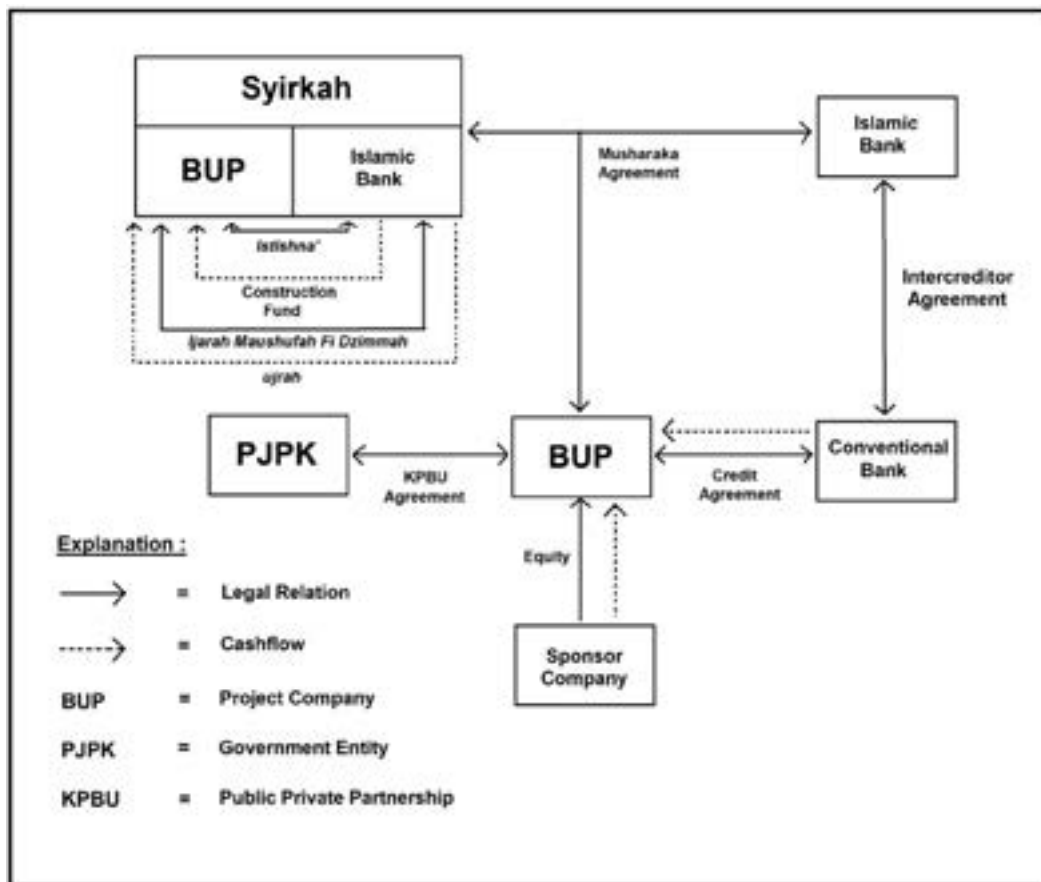 Syirkah
BUP
Islamic
Bank
Istishna'
Construction
Fund
Ijarah Maushufah Fi Dzimmah
ujrah
Musharaka
Agreement
Islamic
Bank
Intercreditor
Agreement
PJPK
KPBU
Agreement
BUP
Credit
Agreement
Conventional
Bank
Equity
Sponsor
Company
Explanation :
= Legal Relation
= Cashflow
BUP = Project Company
PJPK = Government Entity
KPBU = Public Private Partnership